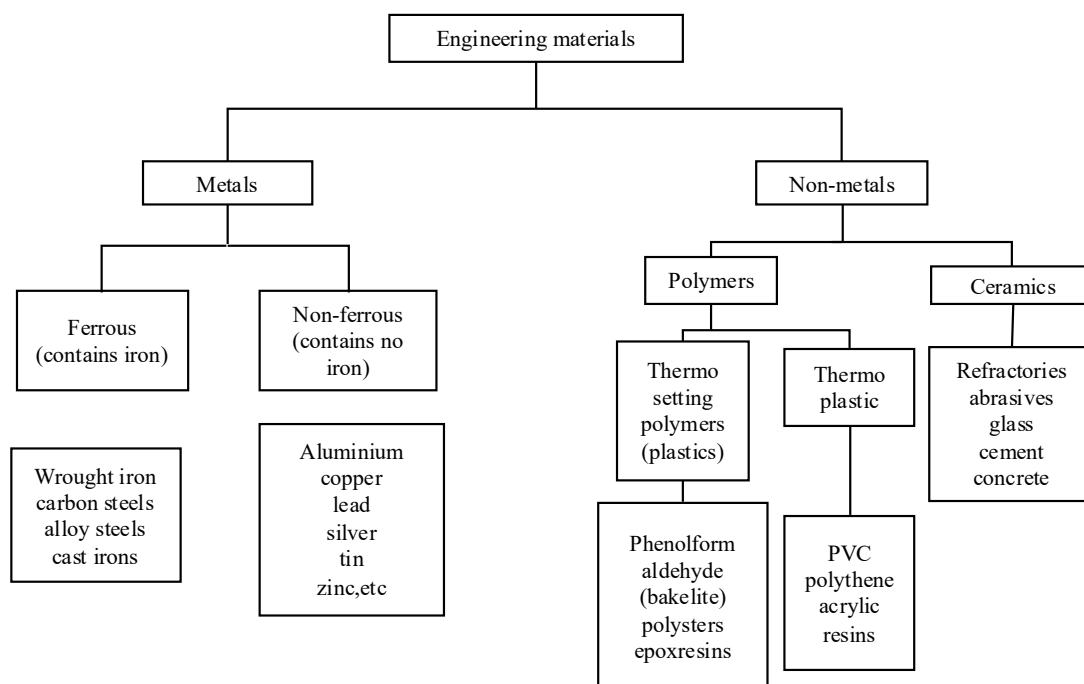 Engineering materials
Metals
Non-metals
Ferrous
(contains iron)
Non-ferrous
(contains no
iron)
Polymers
Ceramics
Thermo
setting
polymers
(plastics)
Thermo
plastic
Refractories
abrasives
glass
cement
concrete
Wrought iron
carbon steels
alloy steels
cast irons
Aluminium
copper
lead
silver
tin
zinc,etc
Phenolform
aldehyde
(bakelite)
polysters
epoxresins
PVC
polythene
acrylic
resins